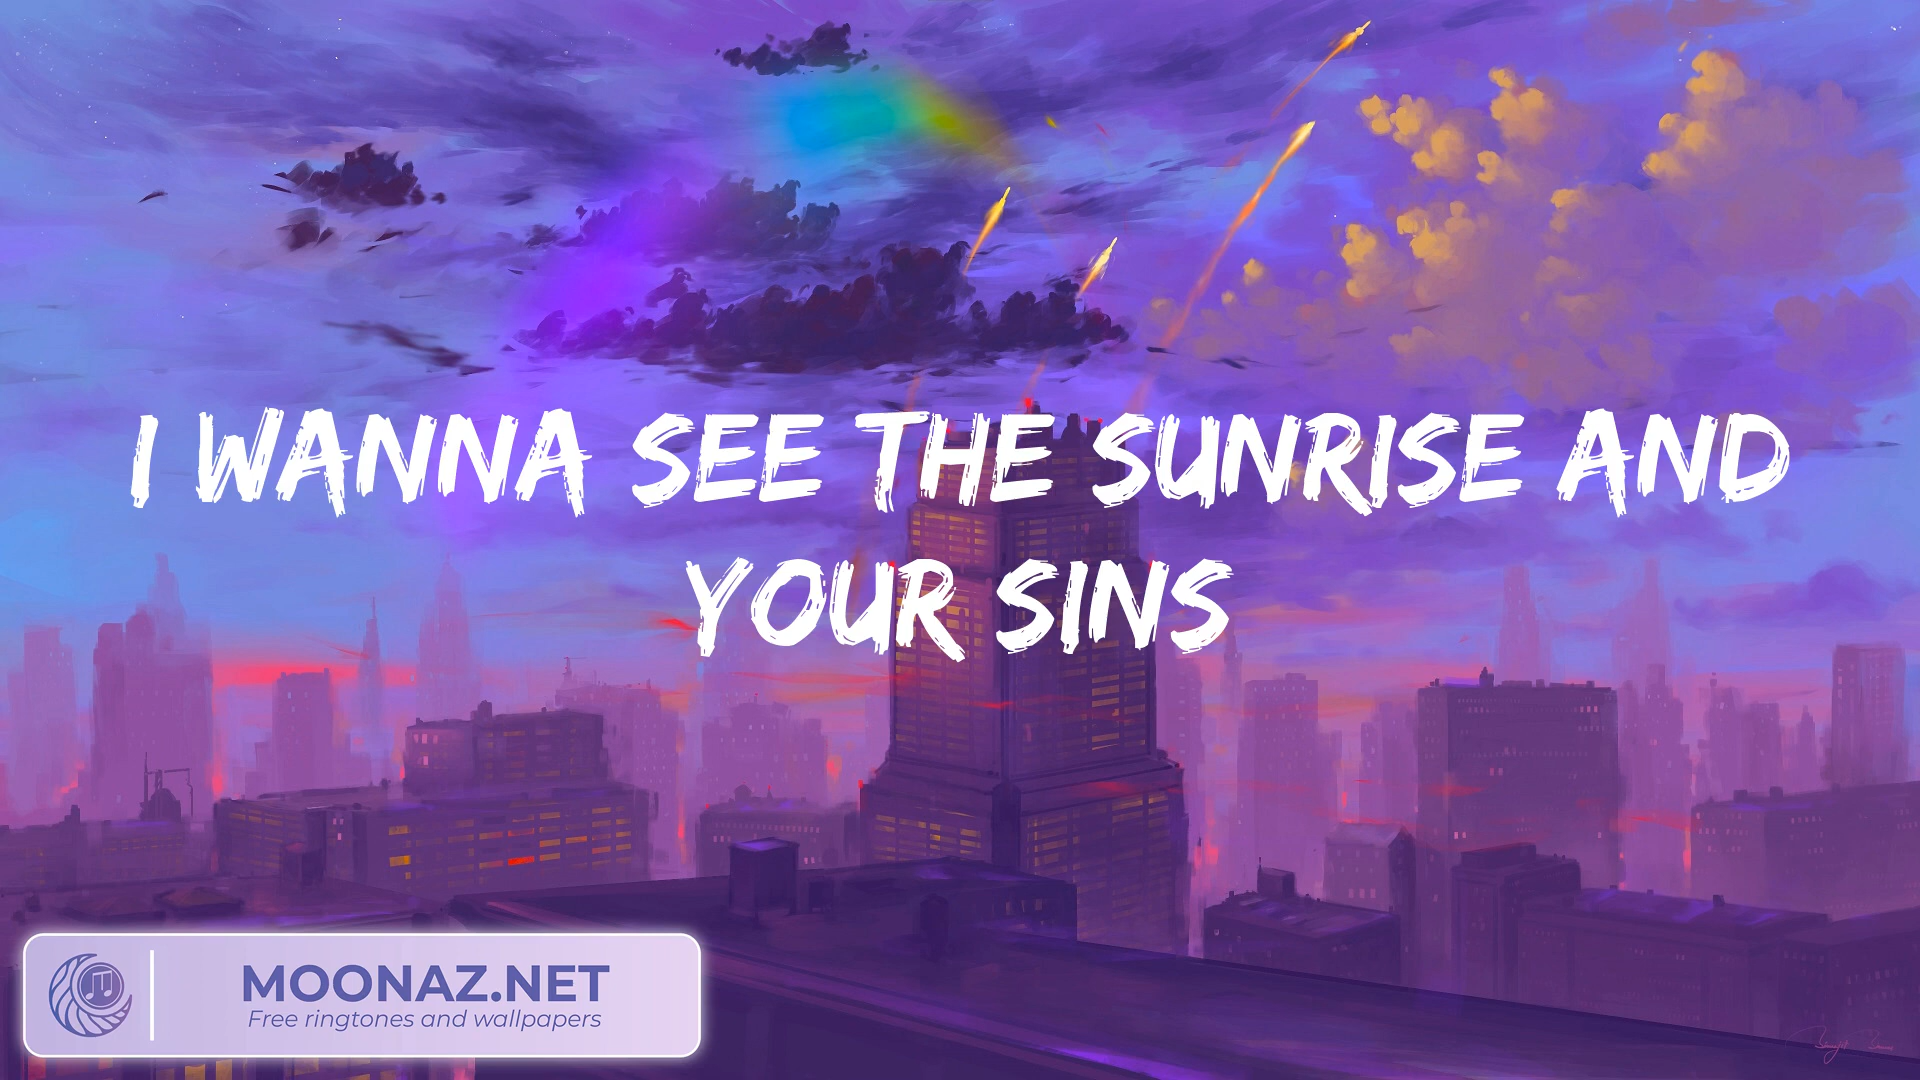 I WANNA SEE THE SUNRISE AND
YOUR SINS
MOONAZ.NET
Free ringtones and wallpapers